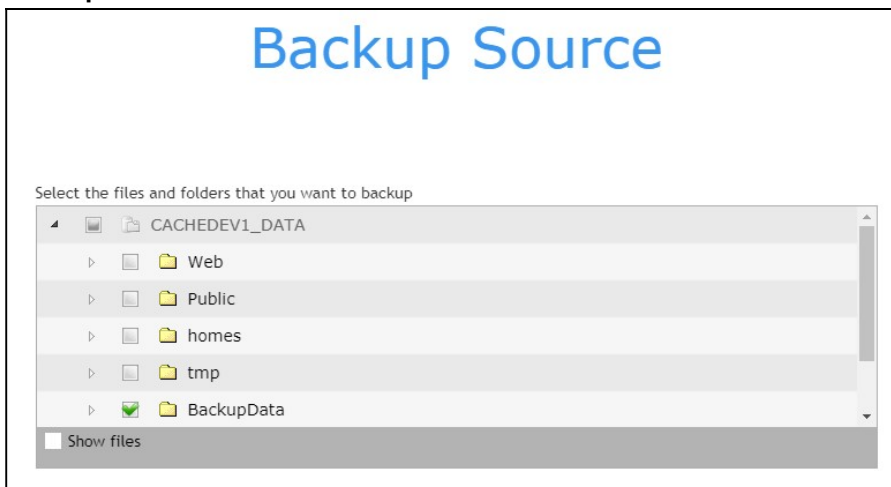 Backup Source
Select the files and folders that you want to backup
CACHEDEV1_DATA
Web
Public
homes
tmp
BackupData
Show files